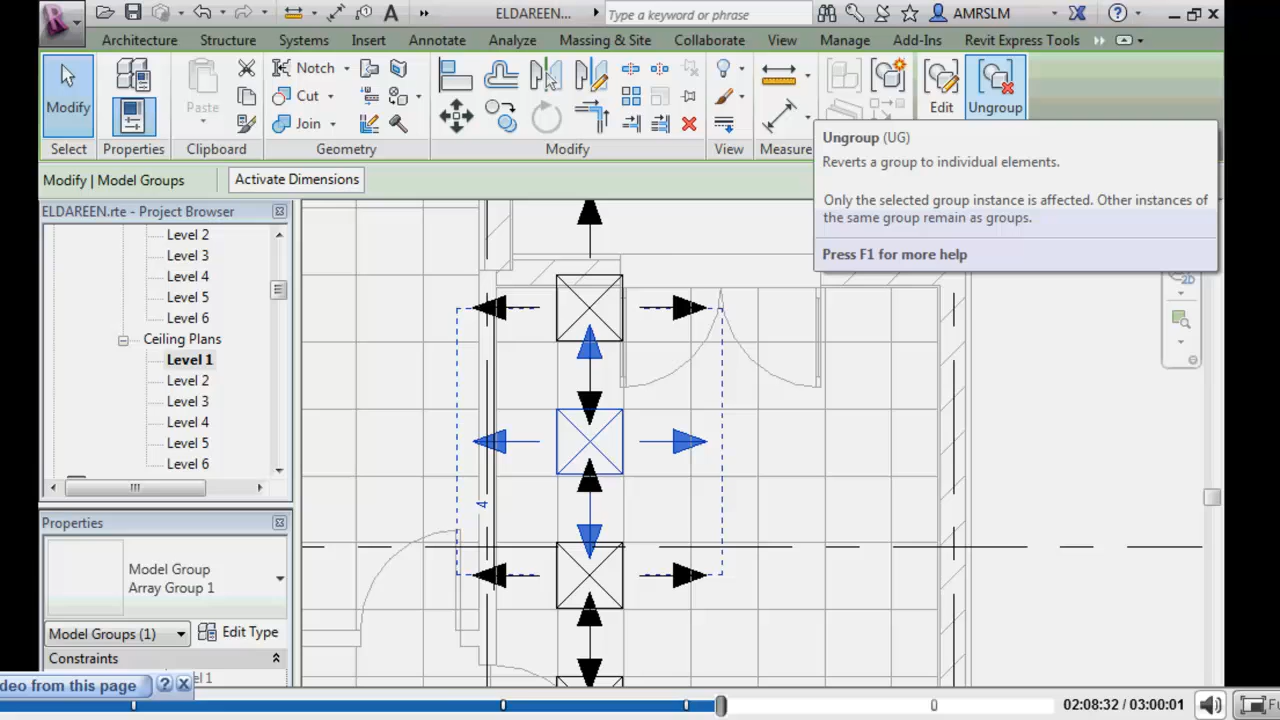 ELDAREEN...
Type a keyword or phrase
AMRSLM
Architecture
Structure
Systems
Insert
Annotate
Analyze
Massing & Site
Collaborate
View
Manage
Add-Ins
Revit Express Tools
Modify
Paste
Notch
Cut
Join
Edit
Ungroup
Select
Properties
Clipboard
Geometry
Modify
View
Measure
Ungroup (UG)
Reverts a group to individual elements.
Only the selected group instance is affected. Other instances of
the same group remain as groups.
Press F1 for more help
Modify | Model Groups
Activate Dimensions
ELDAREEN.rte - Project Browser
Level 2
Level 3
Level 4
Level 5
Level 6
Ceiling Plans
Level 1
Level 2
Level 3
Level 4
Level 5
Level 6
Properties
Model Group
Array Group 1
Model Groups (1)
Edit Type
Constraints
4
2D
deo from this page
02:08:32 / 03:00:01